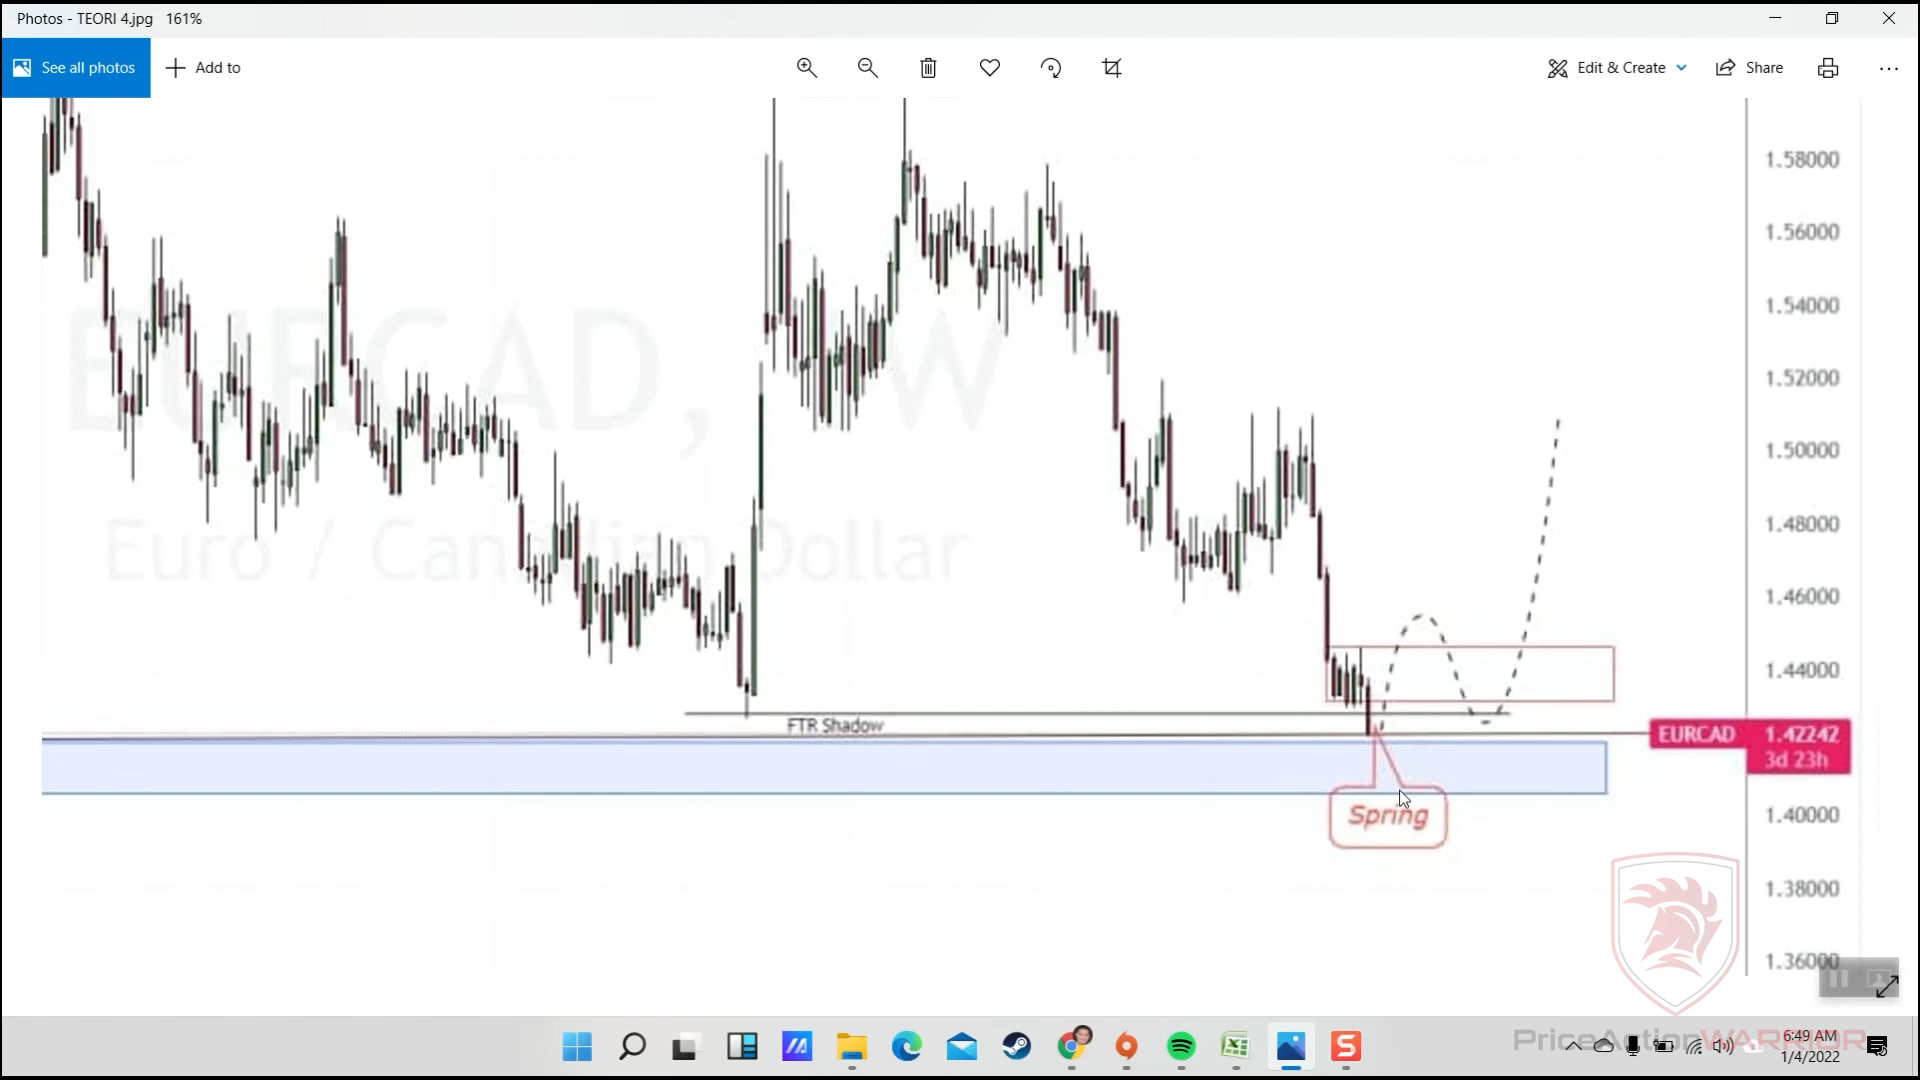 Photos - TEORI 4.jpg 161%
See all photos
Add to
Edit & Create
Share
1.58000
1.56000
1.54000
1.52000
1.50000
1.48000
1.46000
1.44000
EURCAD, W
Euro / Canadian Dollar
FTR Shadow
EURCAD 1.42242
3d 23h
Spring
1.40000
1.38000
1.36000
PriceActionWARRIOR
6:49 AM
1/4/2022